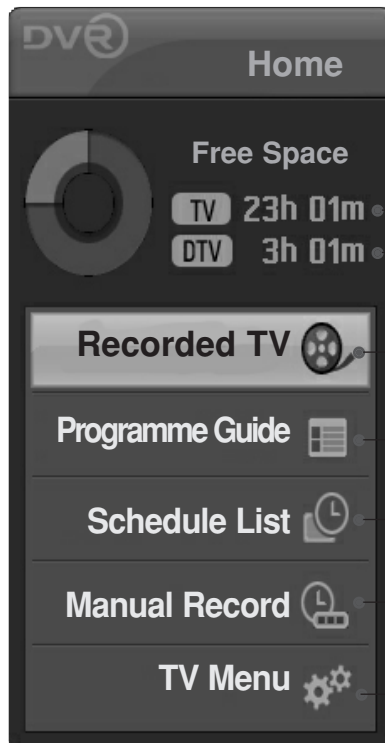 DVR
Home
Free Space
TV 23h 01m
DTV 3h 01m
Recorded TV
Programme Guide
Schedule List
Manual Record
TV Menu